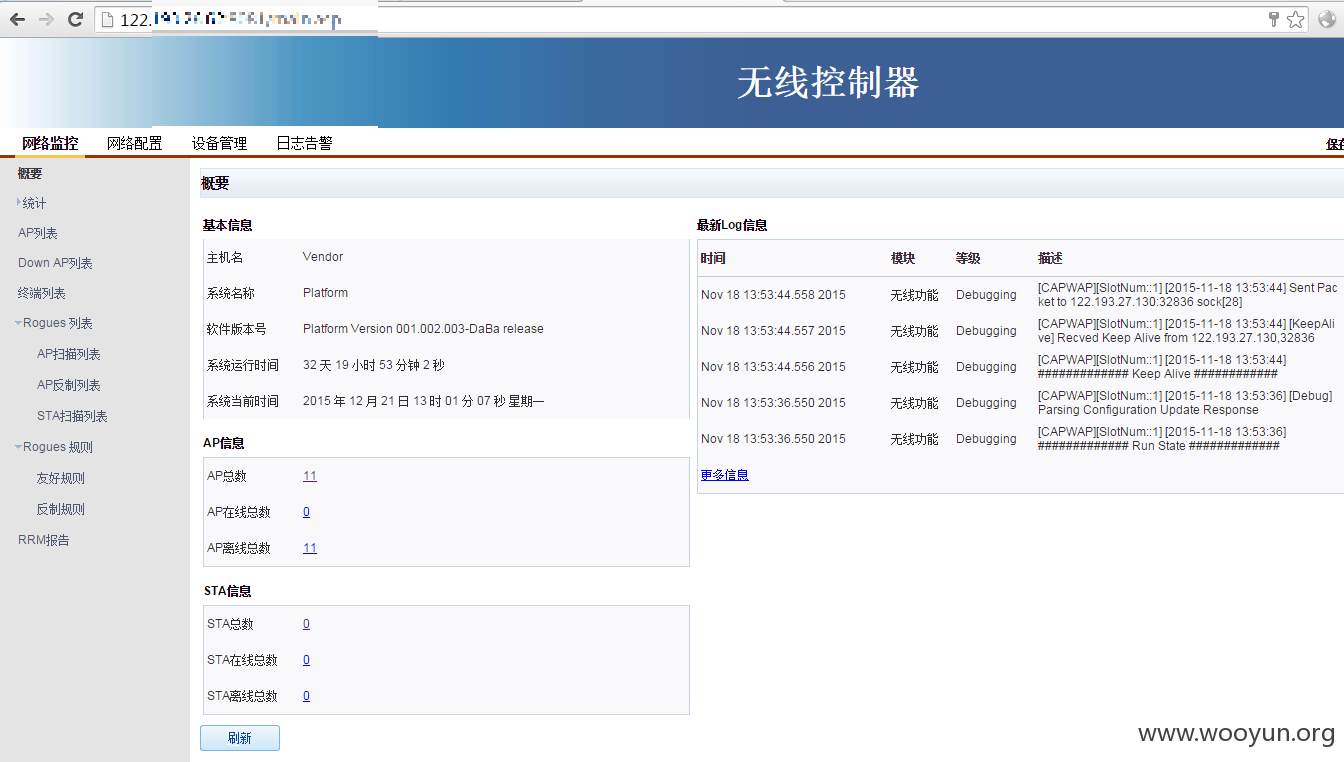 122.
无线控制器
网络监控 网络配置 设备管理 日志告警
概要
统计
AP列表
Down AP列表
终端列表
Rogues 列表
AP扫描列表
AP反制列表
STA扫描列表
Rogues 规则
友好规则
反制规则
RRM报告
概要
基本信息
主机名 Vendor
系统名称 Platform
软件版本号 Platform Version 001.002.003-DaBa release
系统运行时间 32 天 19 小时 53 分钟 2 秒
系统当前时间 2015 年 12 月 21 日 13 时 01 分 07 秒 星期一
AP信息
AP总数 11
AP在线总数 0
AP离线总数 11
STA信息
STA总数 0
STA在线总数 0
STA离线总数 0
刷新
最新Log信息
时间 模块 等级 描述
Nov 18 13:53:44.558 2015 无线功能 Debugging [CAPWAP][SlotNum::1] [2015-11-18 13:53:44] Sent Pac
ket to 122.193.27.130:32836 sock[28]
Nov 18 13:53:44.557 2015 无线功能 Debugging [CAPWAP][SlotNum::1] [2015-11-18 13:53:44] [KeepAli
ve] Recved Keep Alive from 122.193.27.130,32836
Nov 18 13:53:44.556 2015 无线功能 Debugging [CAPWAP][SlotNum::1] [2015-11-18 13:53:44]
############# Keep Alive ############
Nov 18 13:53:36.550 2015 无线功能 Debugging [CAPWAP][SlotNum::1] [2015-11-18 13:53:36] [Debug]
Parsing Configuration Update Response
Nov 18 13:53:36.550 2015 无线功能 Debugging [CAPWAP][SlotNum::1] [2015-11-18 13:53:36]
############# Run State #############
更多信息
www.wooyun.org